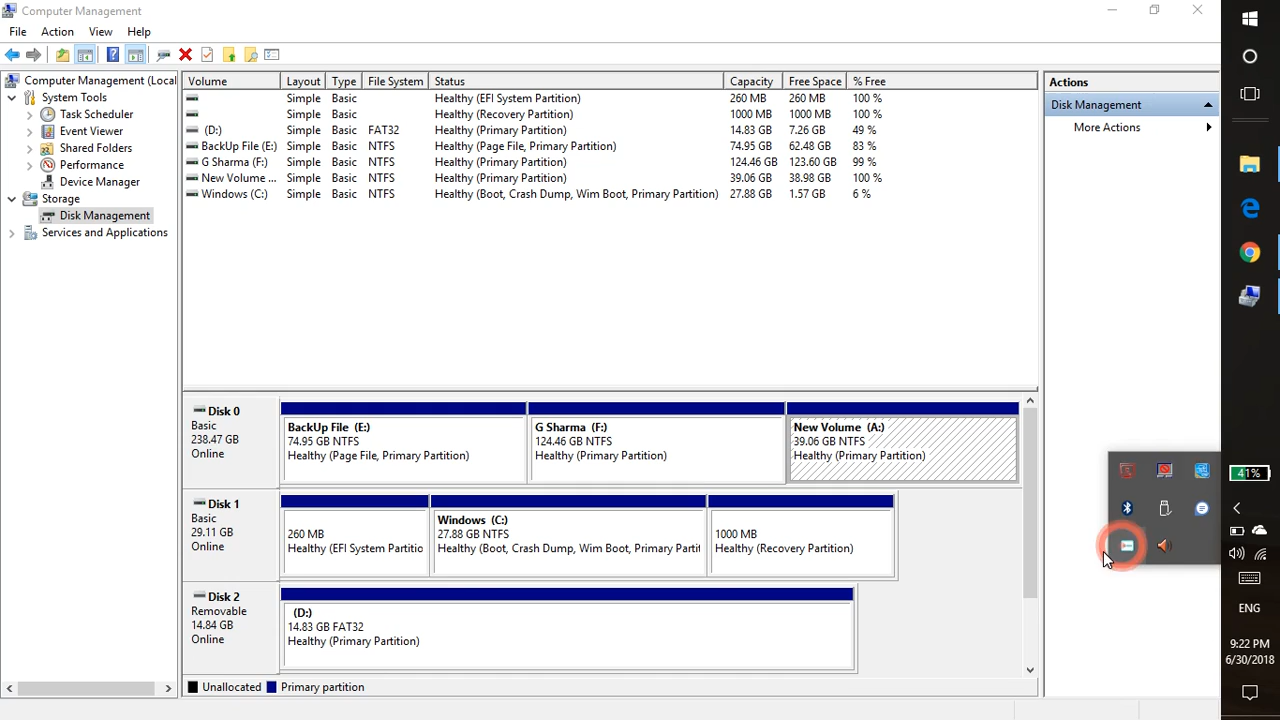 Computer Management
File Action View Help
Computer Management (Local
System Tools
Task Scheduler
Event Viewer
Shared Folders
Performance
Device Manager
Storage
Disk Management
Services and Applications
Volume Layout Type File System Status Capacity Free Space % Free
Simple Basic Healthy (EFI System Partition) 260 MB 260 MB 100 %
Simple Basic Healthy (Recovery Partition) 1000 MB 1000 MB 100 %
(D:) Simple Basic FAT32 Healthy (Primary Partition) 14.83 GB 7.26 GB 49 %
BackUp File (E:) Simple Basic NTFS Healthy (Page File, Primary Partition) 74.95 GB 62.48 GB 83 %
G Sharma (F:) Simple Basic NTFS Healthy (Primary Partition) 124.46 GB 123.60 GB 99 %
New Volume ... Simple Basic NTFS Healthy (Primary Partition) 39.06 GB 38.98 GB 100 %
Windows (C:) Simple Basic NTFS Healthy (Boot, Crash Dump, Wim Boot, Primary Partition) 27.88 GB 1.57 GB 6 %
Disk 0
Basic
238.47 GB
Online
BackUp File (E:)
74.95 GB NTFS
Healthy (Page File, Primary Partition)
G Sharma (F:)
124.46 GB NTFS
Healthy (Primary Partition)
New Volume (A:)
39.06 GB NTFS
Healthy (Primary Partition)
Disk 1
Basic
29.11 GB
Online
260 MB
Healthy (EFI System Partitio
Windows (C:)
27.88 GB NTFS
Healthy (Boot, Crash Dump, Wim Boot, Primary Parti
1000 MB
Healthy (Recovery Partition)
Disk 2
Removable
14.84 GB
Online
(D:)
14.83 GB FAT32
Healthy (Primary Partition)
Unallocated Primary partition
Actions
Disk Management
More Actions
41%
ENG
9:22 PM
6/30/2018